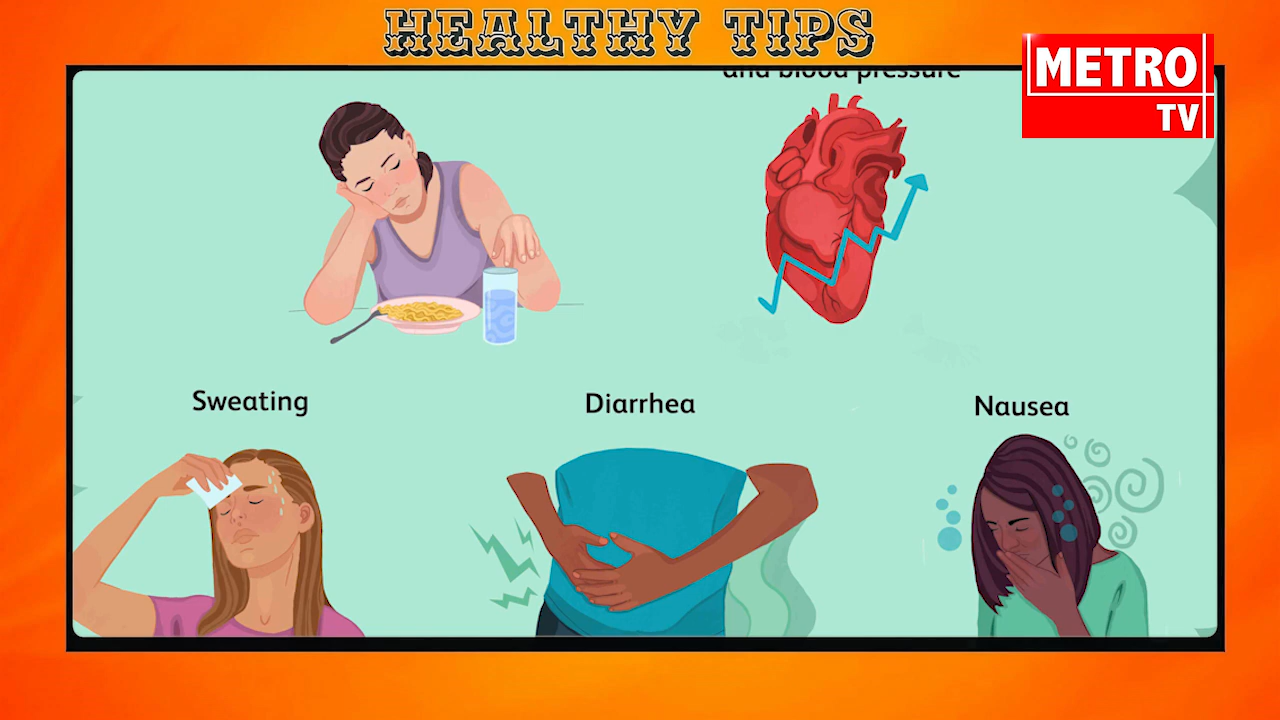 HEALTHY TIPS
METRO
TV
and blood pressure
Sweating
Diarrhea
Nausea